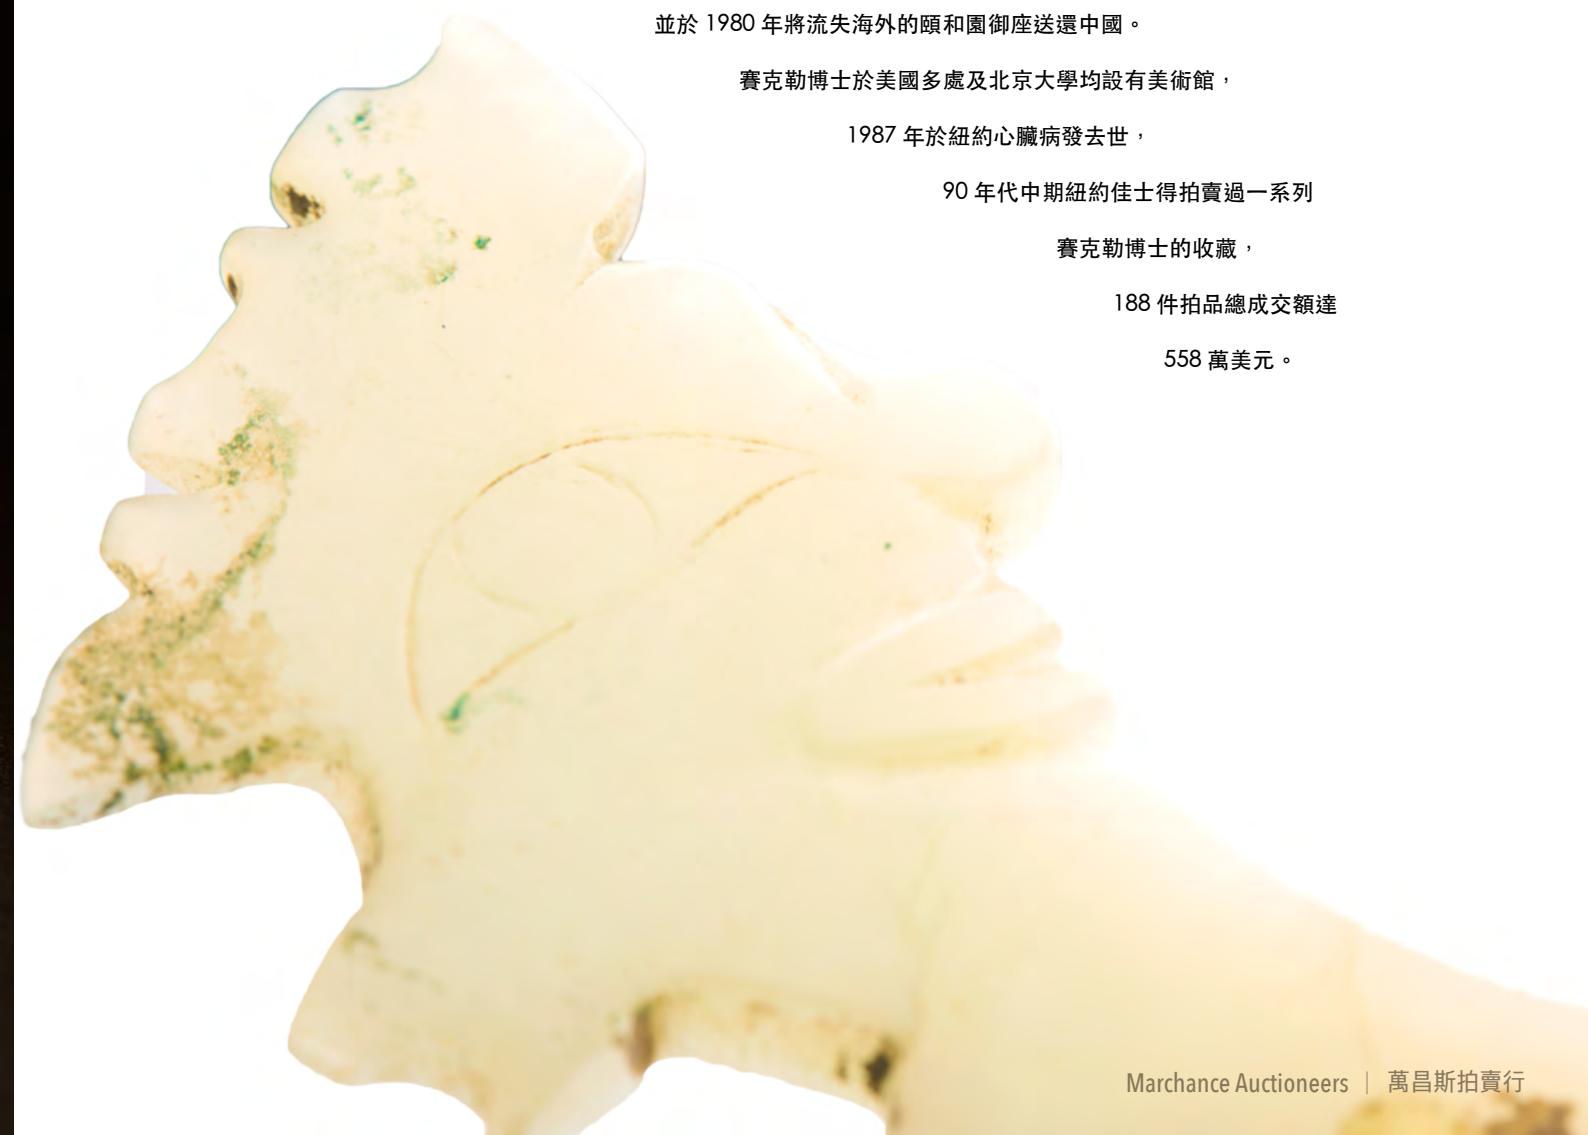 並於 1980 年將流失海外的頤和園御座送還中國。
賽克勒博士於美國多處及北京大學均設有美術館，
1987 年於紐約心臟病發去世，
90 年代中期紐約佳士得拍賣過一系列
賽克勒博士的收藏，
188 件拍品總成交額達
558 萬美元。
Marchance Auctioneers | 萬昌斯拍賣行